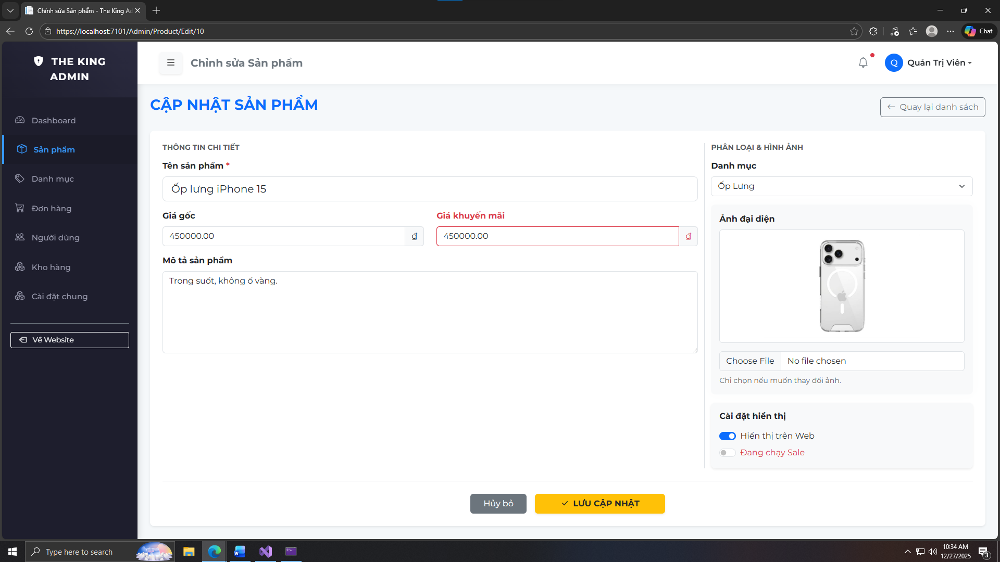 Chỉnh sửa Sản phẩm - The King Ad
https://localhost:7101/Admin/Product/Edit/10
Chat
THE KING
ADMIN
Chỉnh sửa Sản phẩm
Q
Quản Trị Viên
Dashboard
Sản phẩm
Danh mục
Đơn hàng
Người dùng
Kho hàng
Cài đặt chung
Về Website
CẬP NHẬT SẢN PHẨM
Quay lại danh sách
THÔNG TIN CHI TIẾT
Tên sản phẩm *
Ốp lưng iPhone 15
Giá gốc
Giá khuyến mãi
450000.00 ₫
450000.00 ₫
Mô tả sản phẩm
Trong suốt, không ố vàng.
PHÂN LOẠI & HÌNH ẢNH
Danh mục
Ốp Lưng
Ảnh đại diện
Choose File No file chosen
Chỉ chọn nếu muốn thay đổi ảnh.
Cài đặt hiển thị
Hiển thị trên Web
Đang chạy Sale
Hủy bỏ
LƯU CẬP NHẬT
Type here to search
10:34 AM
12/27/2025
3